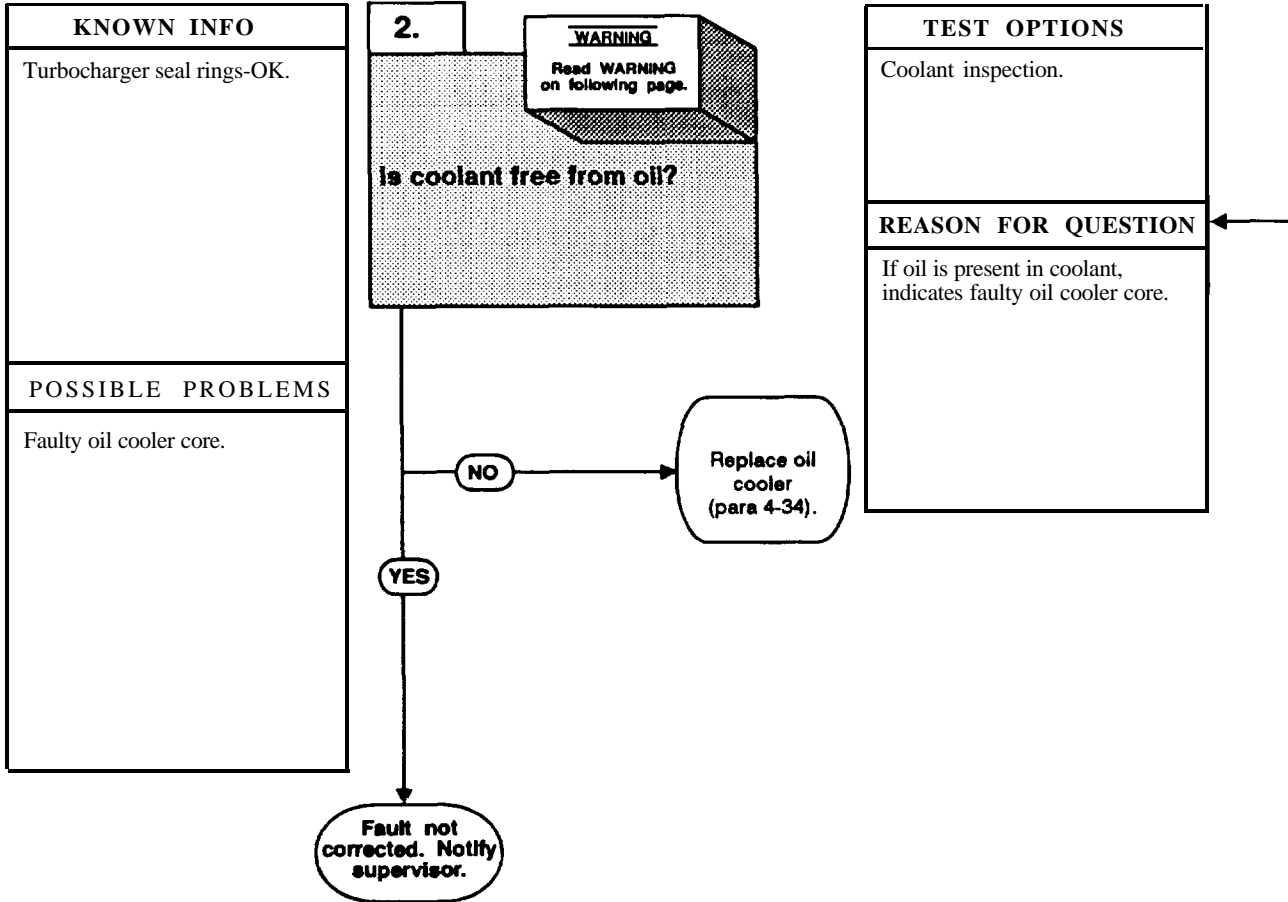 KNOWN INFO
Turbocharger seal rings-OK.
POSSIBLE PROBLEMS
Faulty oil cooler core.
2.
WARNING
Read WARNING
on following page.
Is coolant free from oil?
NO
Replace oil
cooler
(para 4-34).
YES
Fault not
corrected. Notify
supervisor.
TEST OPTIONS
Coolant inspection.
REASON FOR QUESTION
If oil is present in coolant,
indicates faulty oil cooler core.